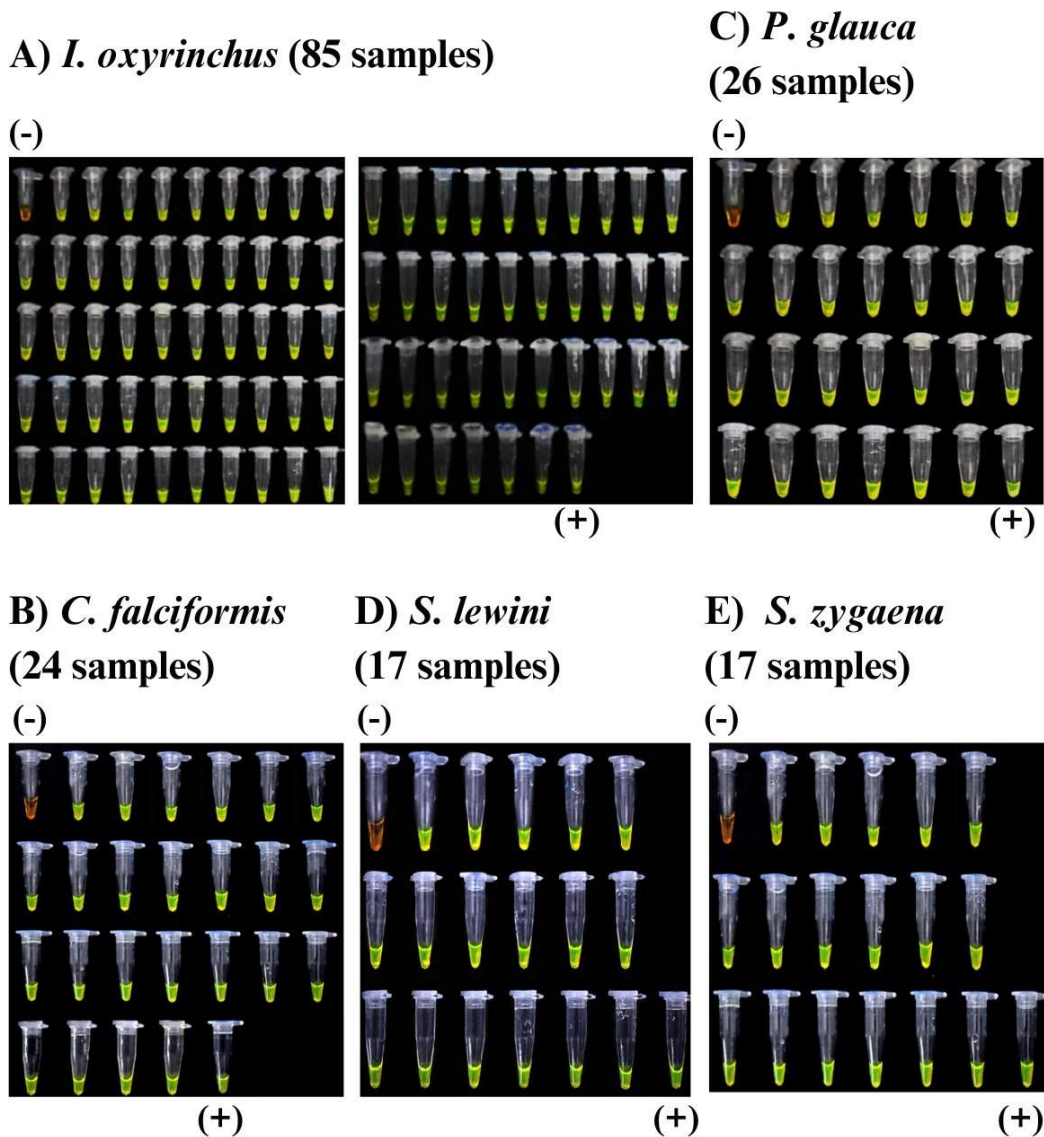 A) I. oxyrinchus (85 samples)
(-)
C) P. glauca
(26 samples)
(-)
(+)
(+)
B) C. falciformis
(24 samples)
(-)
D) S. lewini
(17 samples)
(-)
E) S. zygaena
(17 samples)
(-)
(+)
(+)
(+)